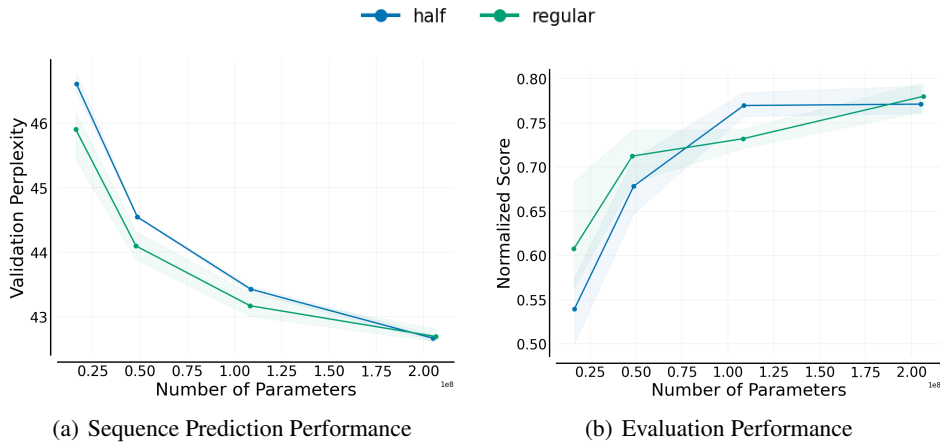 half regular
Validation Perplexity
46
45
44
43
0.25 0.50 0.75 1.00 1.25 1.50 1.75 2.00
1e8
Number of Parameters
(a) Sequence Prediction Performance
Normalized Score
0.80
0.75
0.70
0.65
0.60
0.55
0.50
0.25 0.50 0.75 1.00 1.25 1.50 1.75 2.00
1e8
Number of Parameters
(b) Evaluation Performance